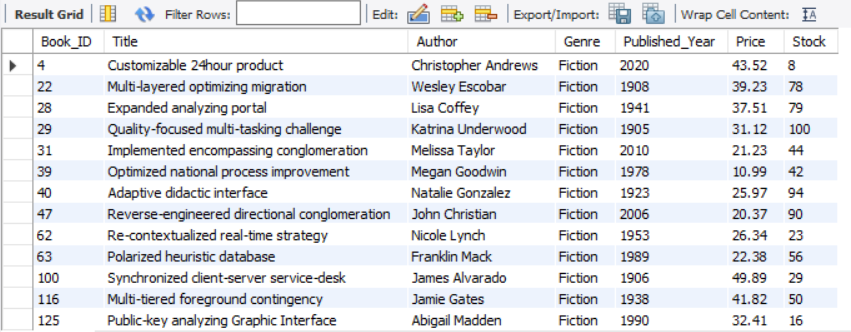 Result Grid Filter Rows: Edit: Export/Import: Wrap Cell Content: IA
Book_ID Title Author Genre Published_Year Price Stock
4 Customizable 24hour product Christopher Andrews Fiction 2020 43.52 8
22 Multi-layered optimizing migration Wesley Escobar Fiction 1908 39.23 78
28 Expanded analyzing portal Lisa Coffey Fiction 1941 37.51 79
29 Quality-focused multi-tasking challenge Katrina Underwood Fiction 1905 31.12 100
31 Implemented encompassing conglomeration Melissa Taylor Fiction 2010 21.23 44
39 Optimized national process improvement Megan Goodwin Fiction 1978 10.99 42
40 Adaptive didactic interface Natalie Gonzalez Fiction 1923 25.97 94
47 Reverse-engineered directional conglomeration John Christian Fiction 2006 20.37 90
62 Re-contextualized real-time strategy Nicole Lynch Fiction 1953 26.34 23
63 Polarized heuristic database Franklin Mack Fiction 1989 22.38 56
100 Synchronized client-server service-desk James Alvarado Fiction 1906 49.89 29
116 Multi-tiered foreground contingency Jamie Gates Fiction 1938 41.82 50
125 Public-key analyzing Graphic Interface Abigail Madden Fiction 1990 32.41 16